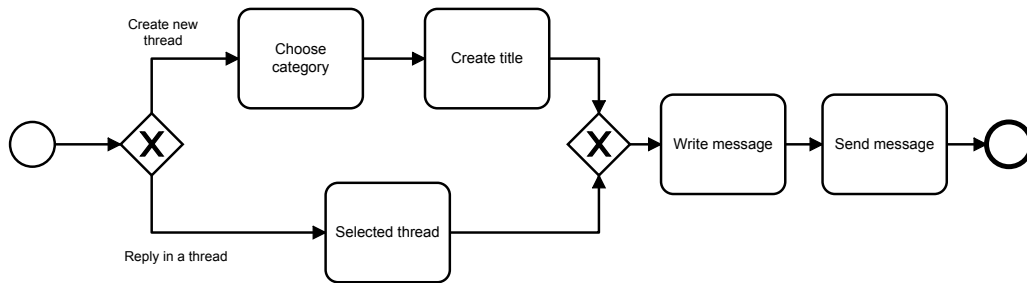 Create new
thread
Choose
category
Create title
X
X
Write message
Send message
Selected thread
Reply in a thread